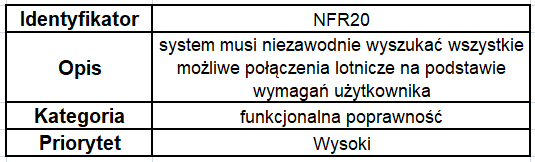 Identyfikator NFR20
Opis system musi niezawodnie wyszukać wszystkie
możliwe połączenia lotnicze na podstawie
wymagań użytkownika
Kategoria funkcjonalna poprawność
Priorytet Wysoki